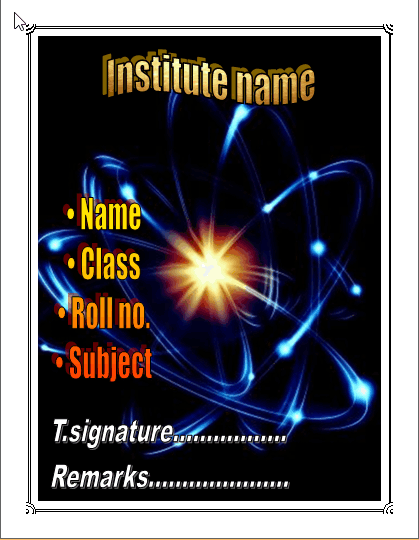 Institute name
• Name
• Class
• Roll no.
• Subject
T.signature.................
Remarks.....................